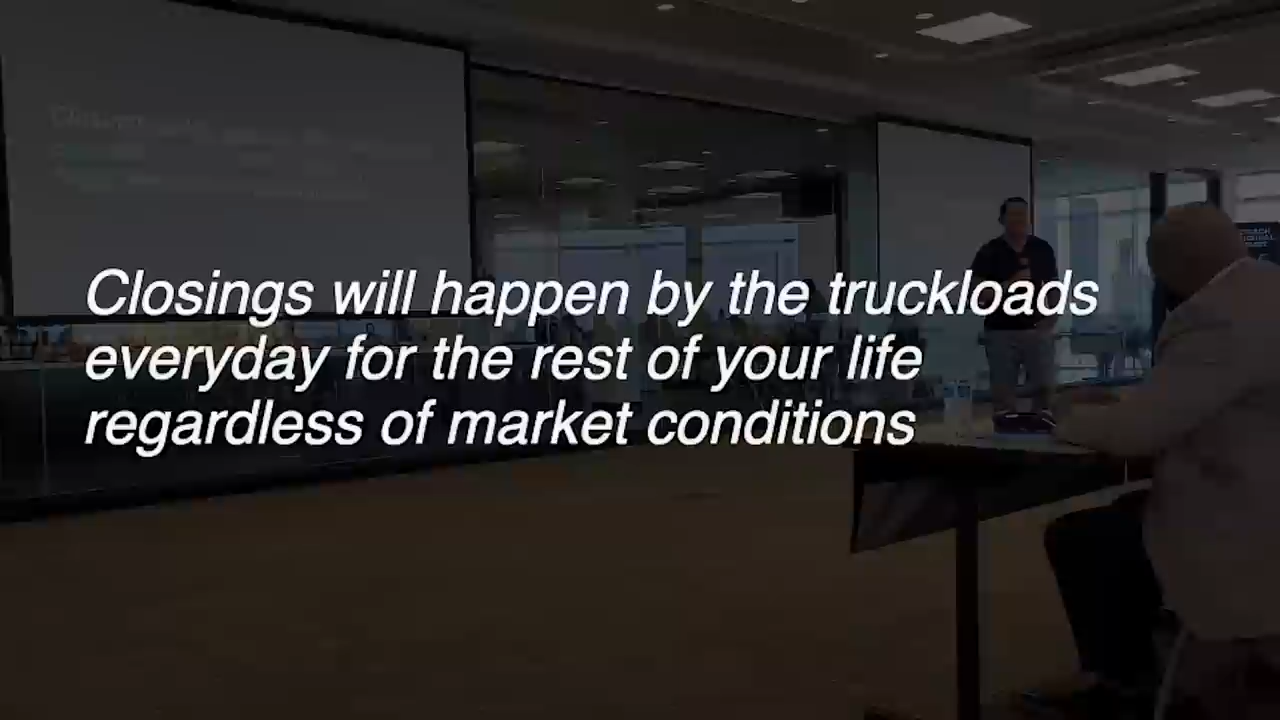 Closings will happen by the truckloads
everyday for the rest of your life
regardless of market conditions